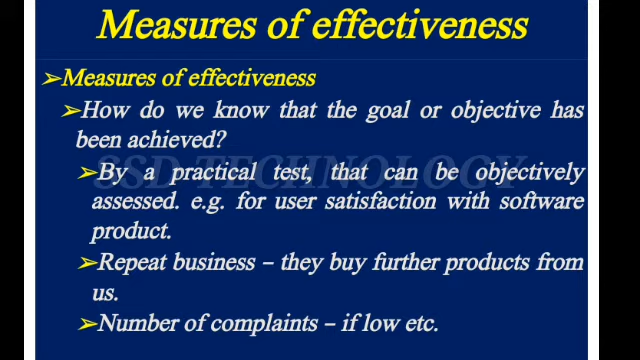 Measures of effectiveness
➢Measures of effectiveness
➢How do we know that the goal or objective has
been achieved?
➢By a practical test, that can be objectively
assessed. e.g. for user satisfaction with software
product.
➢Repeat business – they buy further products from
us.
➢Number of complaints – if low etc.
SSD TECHNOLOGY